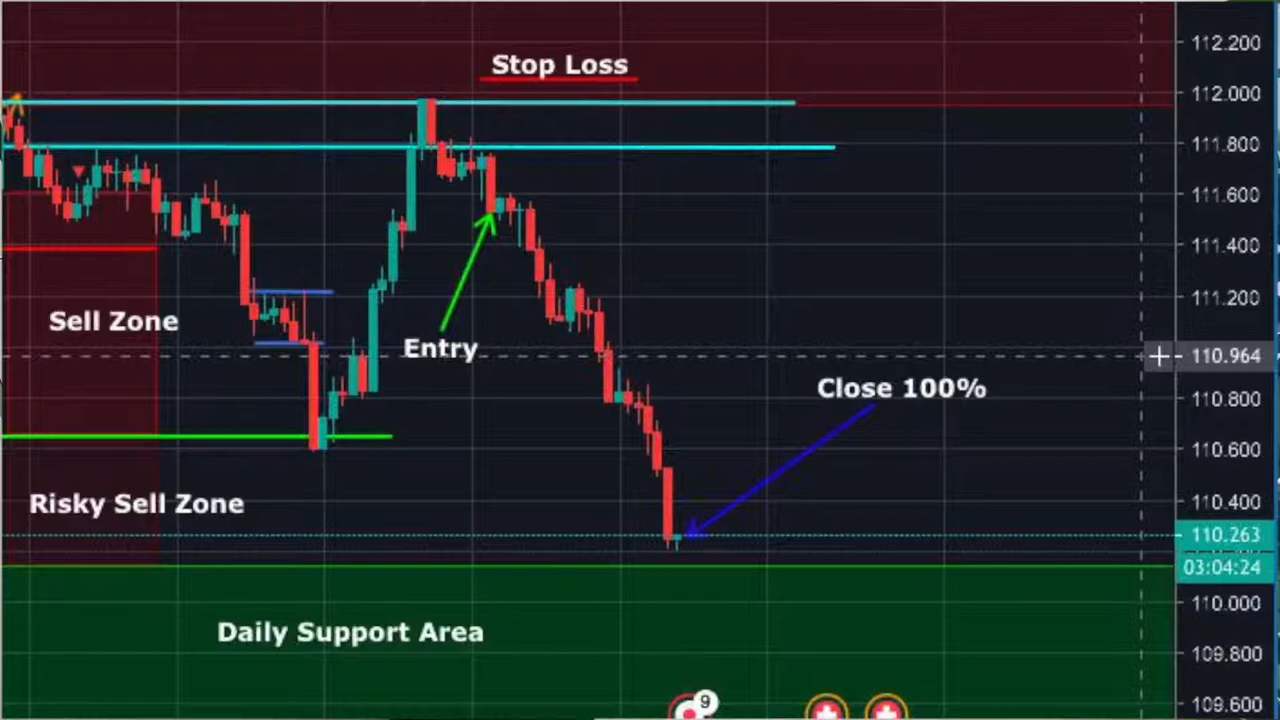 Stop Loss
112.200
112.000
111.800
111.600
111.400
111.200
Sell Zone
Entry
110.964
Close 100%
110.800
110.600
Risky Sell Zone
110.400
110.263
03:04:24
110.000
Daily Support Area
109.800
109.600
9